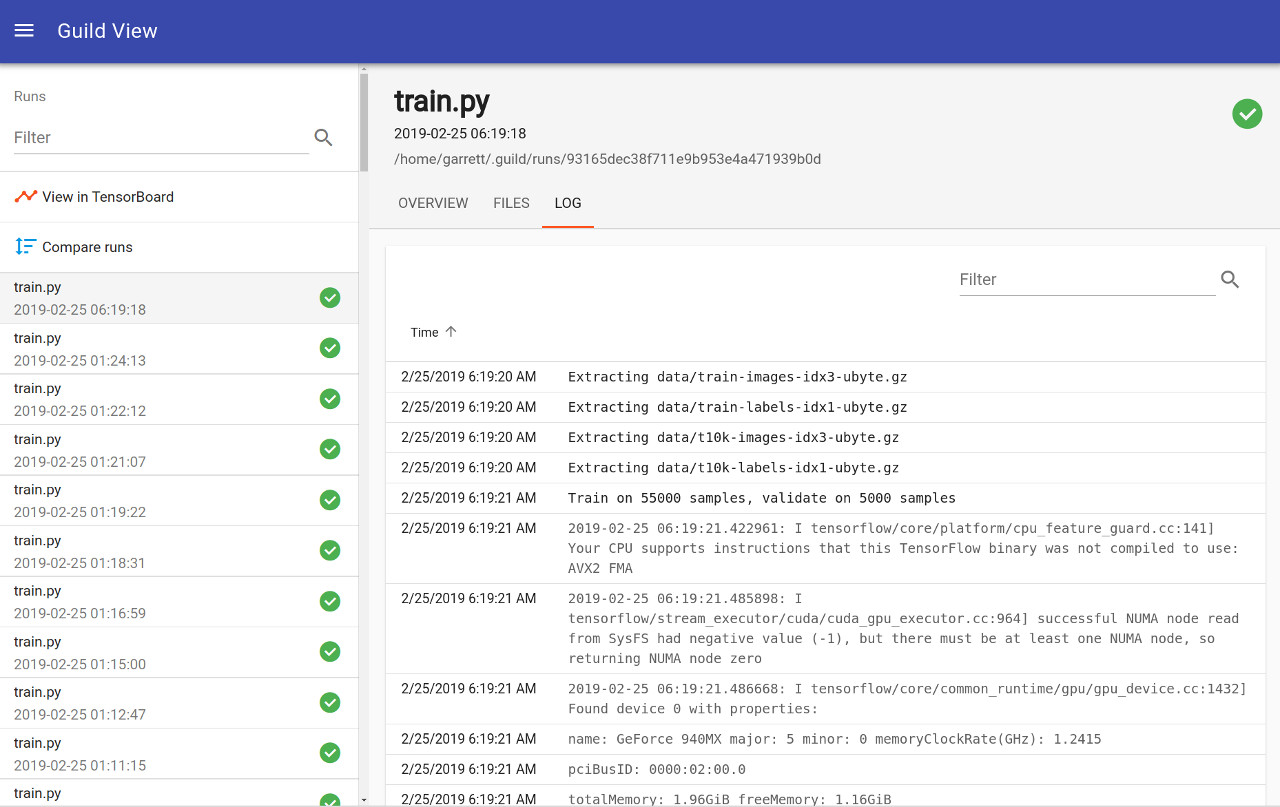 Guild View
Runs
Filter
View in TensorBoard
Compare runs
train.py
2019-02-25 06:19:18
train.py
2019-02-25 01:24:13
train.py
2019-02-25 01:22:12
train.py
2019-02-25 01:21:07
train.py
2019-02-25 01:19:22
train.py
2019-02-25 01:18:31
train.py
2019-02-25 01:16:59
train.py
2019-02-25 01:15:00
train.py
2019-02-25 01:12:47
train.py
2019-02-25 01:11:15
train.py
train.py
2019-02-25 06:19:18
/home/garrett/.guild/runs/93165dec38f711e9b953e4a471939b0d
OVERVIEW FILES LOG
Filter
Time
2/25/2019 6:19:20 AM Extracting data/train-images-idx3-ubyte.gz
2/25/2019 6:19:20 AM Extracting data/train-labels-idx1-ubyte.gz
2/25/2019 6:19:20 AM Extracting data/t10k-images-idx3-ubyte.gz
2/25/2019 6:19:20 AM Extracting data/t10k-labels-idx1-ubyte.gz
2/25/2019 6:19:21 AM Train on 55000 samples, validate on 5000 samples
2/25/2019 6:19:21 AM 2019-02-25 06:19:21.422961: I tensorflow/core/platform/cpu_feature_guard.cc:141]
Your CPU supports instructions that this TensorFlow binary was not compiled to use:
AVX2 FMA
2/25/2019 6:19:21 AM 2019-02-25 06:19:21.485898: I
tensorflow/stream_executor/cuda/cuda_gpu_executor.cc:964] successful NUMA node read
from SysFS had negative value (-1), but there must be at least one NUMA node, so
returning NUMA node zero
2/25/2019 6:19:21 AM 2019-02-25 06:19:21.486668: I tensorflow/core/common_runtime/gpu/gpu_device.cc:1432]
Found device 0 with properties:
2/25/2019 6:19:21 AM name: GeForce 940MX major: 5 minor: 0 memoryClockRate(GHz): 1.2415
2/25/2019 6:19:21 AM pciBusID: 0000:02:00.0
2/25/2019 6:19:21 AM totalMemory: 1.96GiB freeMemory: 1.16GiB